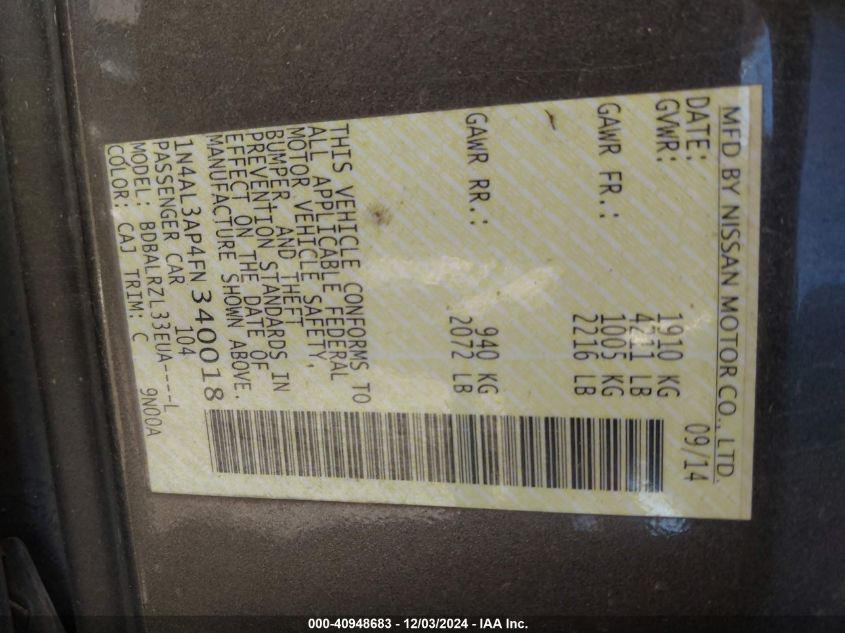 MFD BY NISSAN MOTOR CO., LTD.
DATE: 09/14
GVWR: 1910 KG
4211 LB
GAWR FR.: 1005 KG
2216 LB
GAWR RR.: 940 KG
2072 LB
THIS VEHICLE CONFORMS TO
ALL APPLICABLE FEDERAL
MOTOR VEHICLE SAFETY,
BUMPER, AND THEFT
PREVENTION STANDARDS IN
EFFECT ON THE DATE OF
MANUFACTURE SHOWN ABOVE.
1N4AL3AP4FN340018
PASSENGER CAR 104
MODEL: BDBALRZL33EUA----L
COLOR: CAJ TRIM: C 9N00A
000-40948683 - 12/03/2024 - IAA Inc.